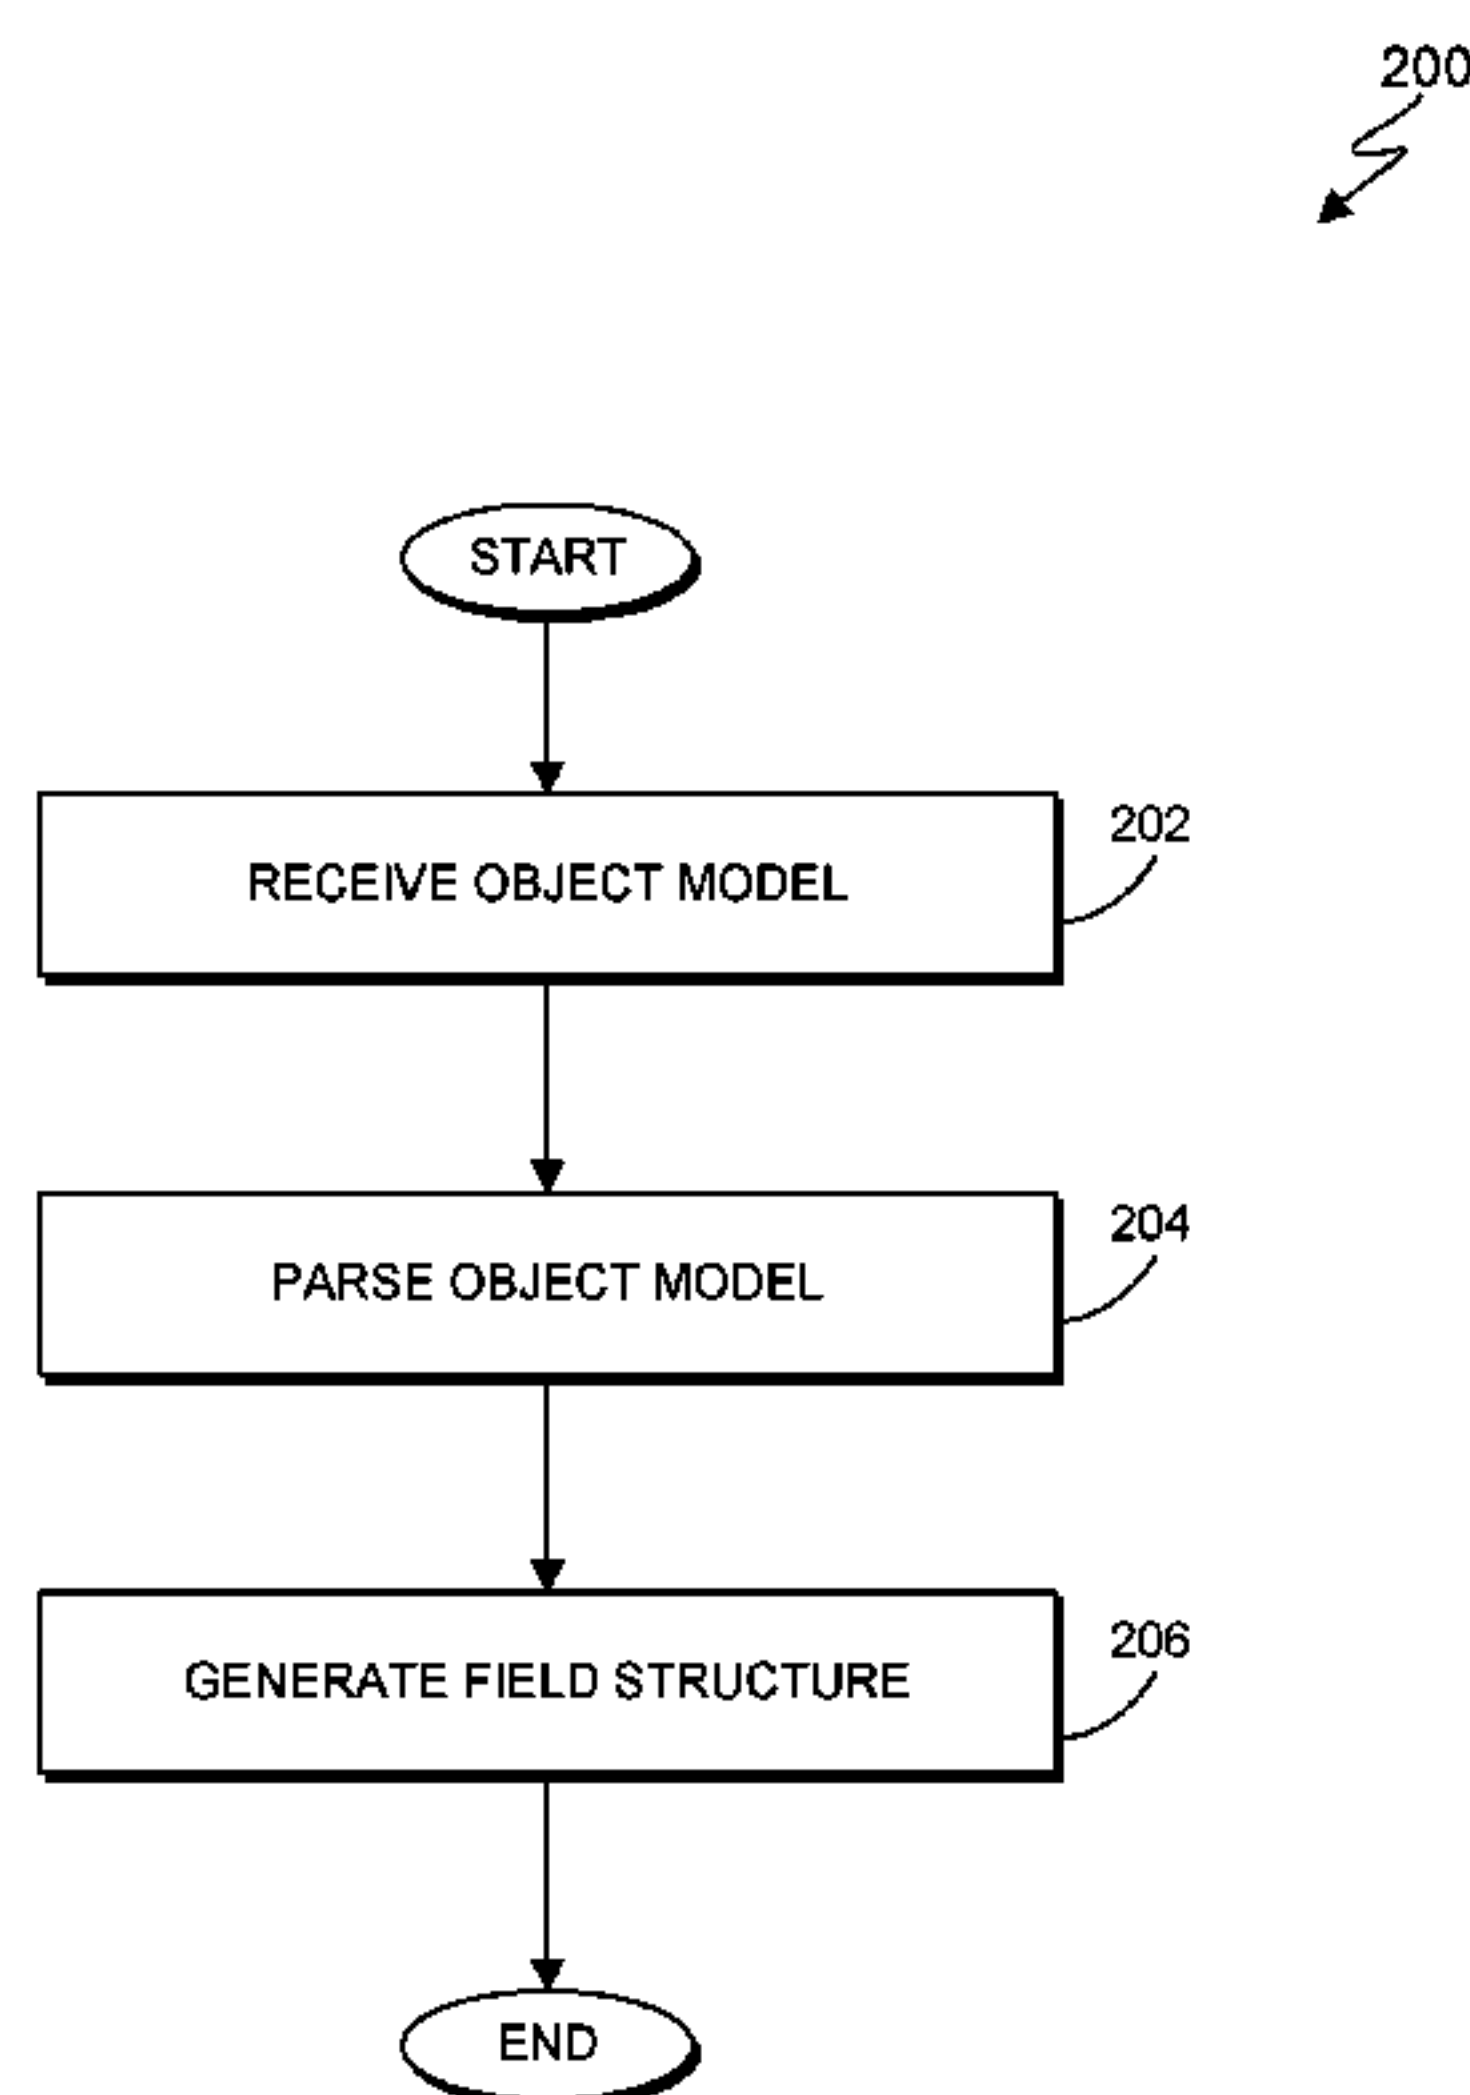 200
START
202
RECEIVE OBJECT MODEL
204
PARSE OBJECT MODEL
206
GENERATE FIELD STRUCTURE
END